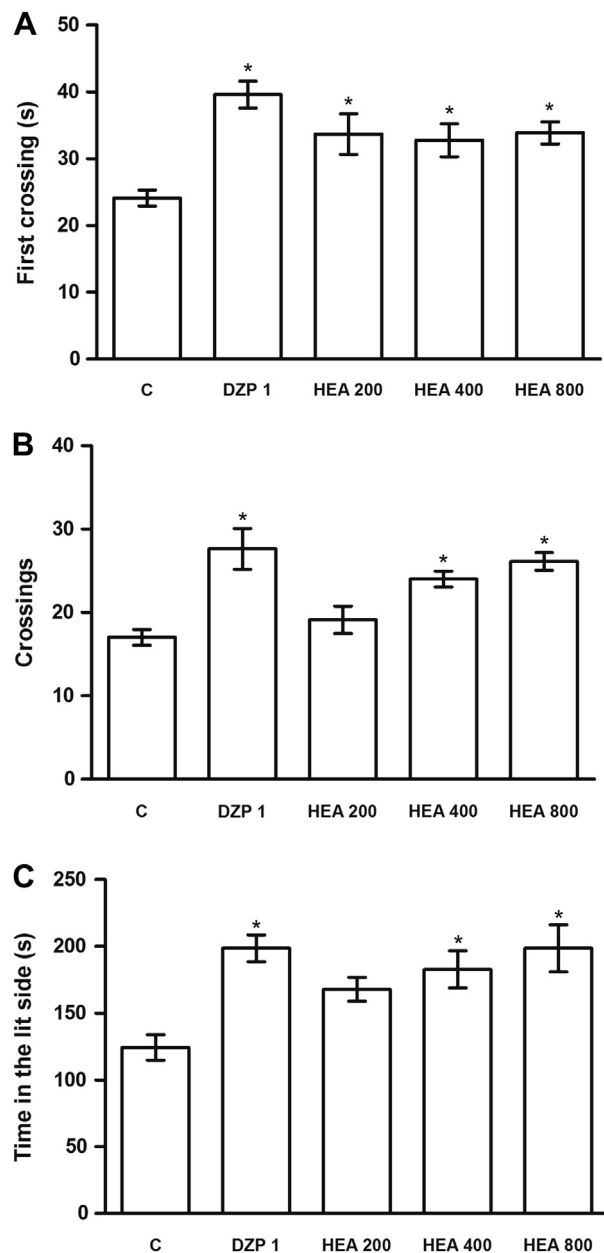 A
First crossing (s)
50
40
30
20
10
0
* * * *
C DZP 1 HEA 200 HEA 400 HEA 800
B
Crossings
40
30
20
10
0
* * *
C DZP 1 HEA 200 HEA 400 HEA 800
C
Time in the lit side (s)
250
200
150
100
50
0
* * *
C DZP 1 HEA 200 HEA 400 HEA 800